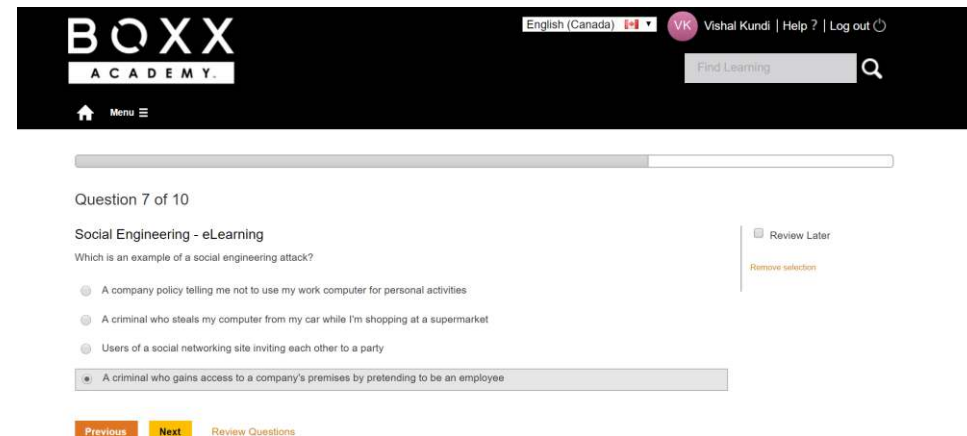 BOXX
ACADEMY.
English (Canada)
VK Vishal Kundi | Help ? | Log out
Find Learning
Menu
Question 7 of 10
Social Engineering - eLearning
Which is an example of a social engineering attack?
A company policy telling me not to use my work computer for personal activities
A criminal who steals my computer from my car while I'm shopping at a supermarket
Users of a social networking site inviting each other to a party
A criminal who gains access to a company's premises by pretending to be an employee
Review Later
Remove selection
Previous Next Review Questions